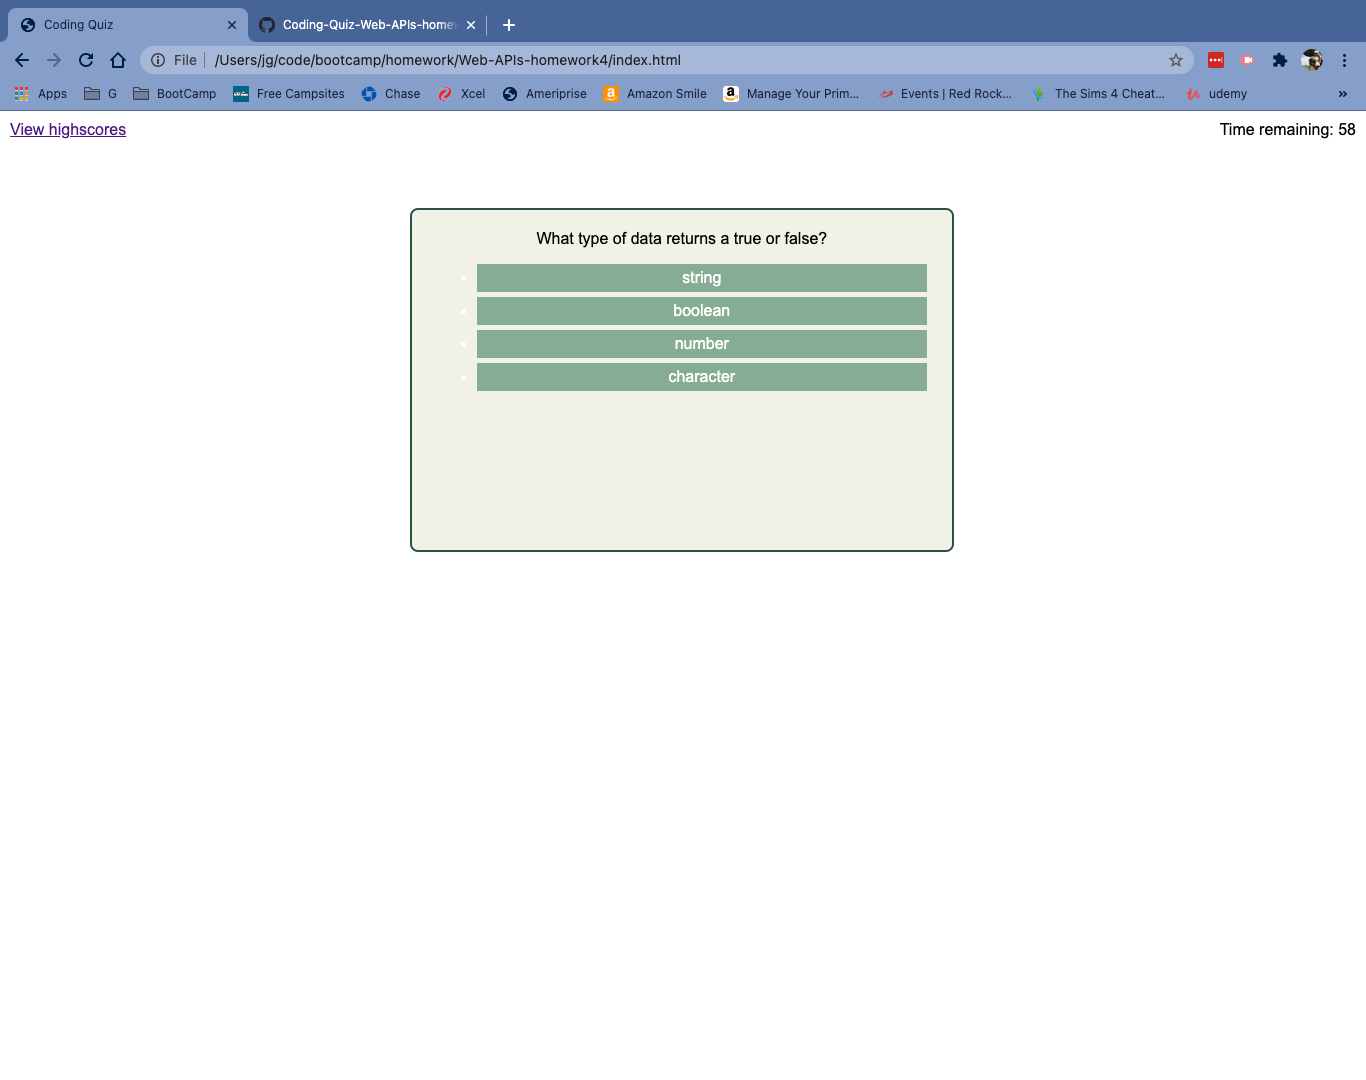 Coding Quiz
Coding-Quiz-Web-APIs-home
File
/Users/jg/code/bootcamp/homework/Web-APIs-homework4/index.html
Apps
G
BootCamp
Free Campsites
Chase
Xcel
Ameriprise
Amazon Smile
Manage Your Prim...
Events | Red Rock...
The Sims 4 Cheat...
udemy
»
View highscores
Time remaining: 58
What type of data returns a true or false?
string
boolean
number
character